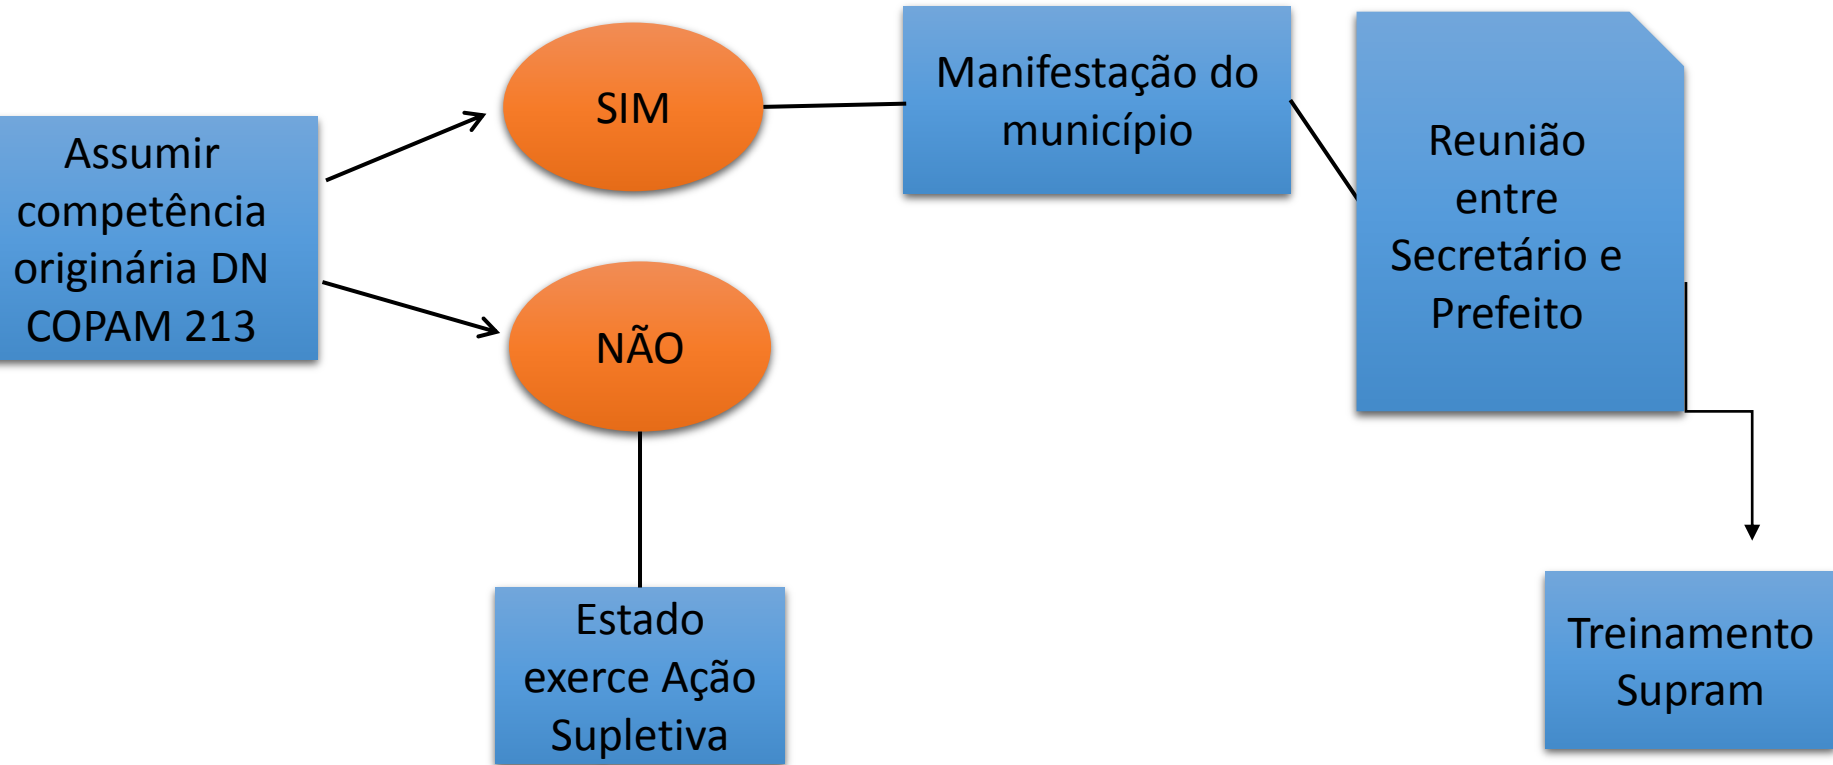 Assumir
competência
originária DN
COPAM 213
SIM
NÃO
Manifestação do
município
Reunião
entre
Secretário e
Prefeito
Estado
exerce Ação
Supletiva
Treinamento
Supram